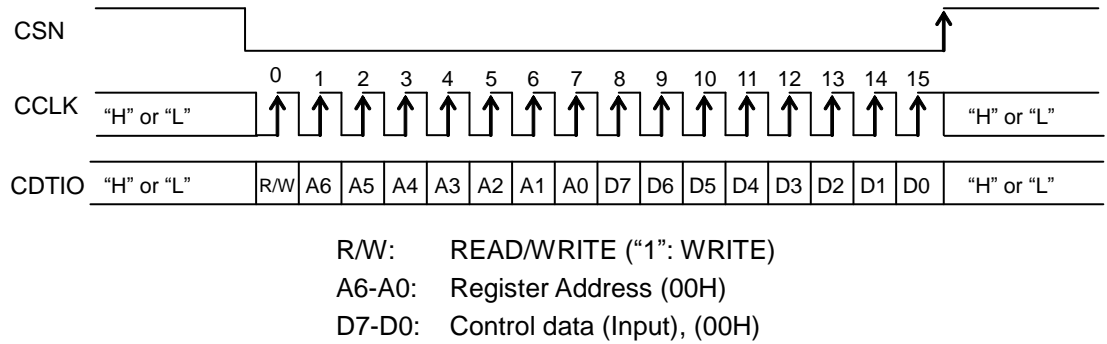 CSN
0 1 2 3 4 5 6 7 8 9 10 11 12 13 14 15
CCLK “H” or “L” “H” or “L”
CDTIO “H” or “L” R/W A6 A5 A4 A3 A2 A1 A0 D7 D6 D5 D4 D3 D2 D1 D0 “H” or “L”
R/W: READ/WRITE (“1”: WRITE)
A6-A0: Register Address (00H)
D7-D0: Control data (Input), (00H)